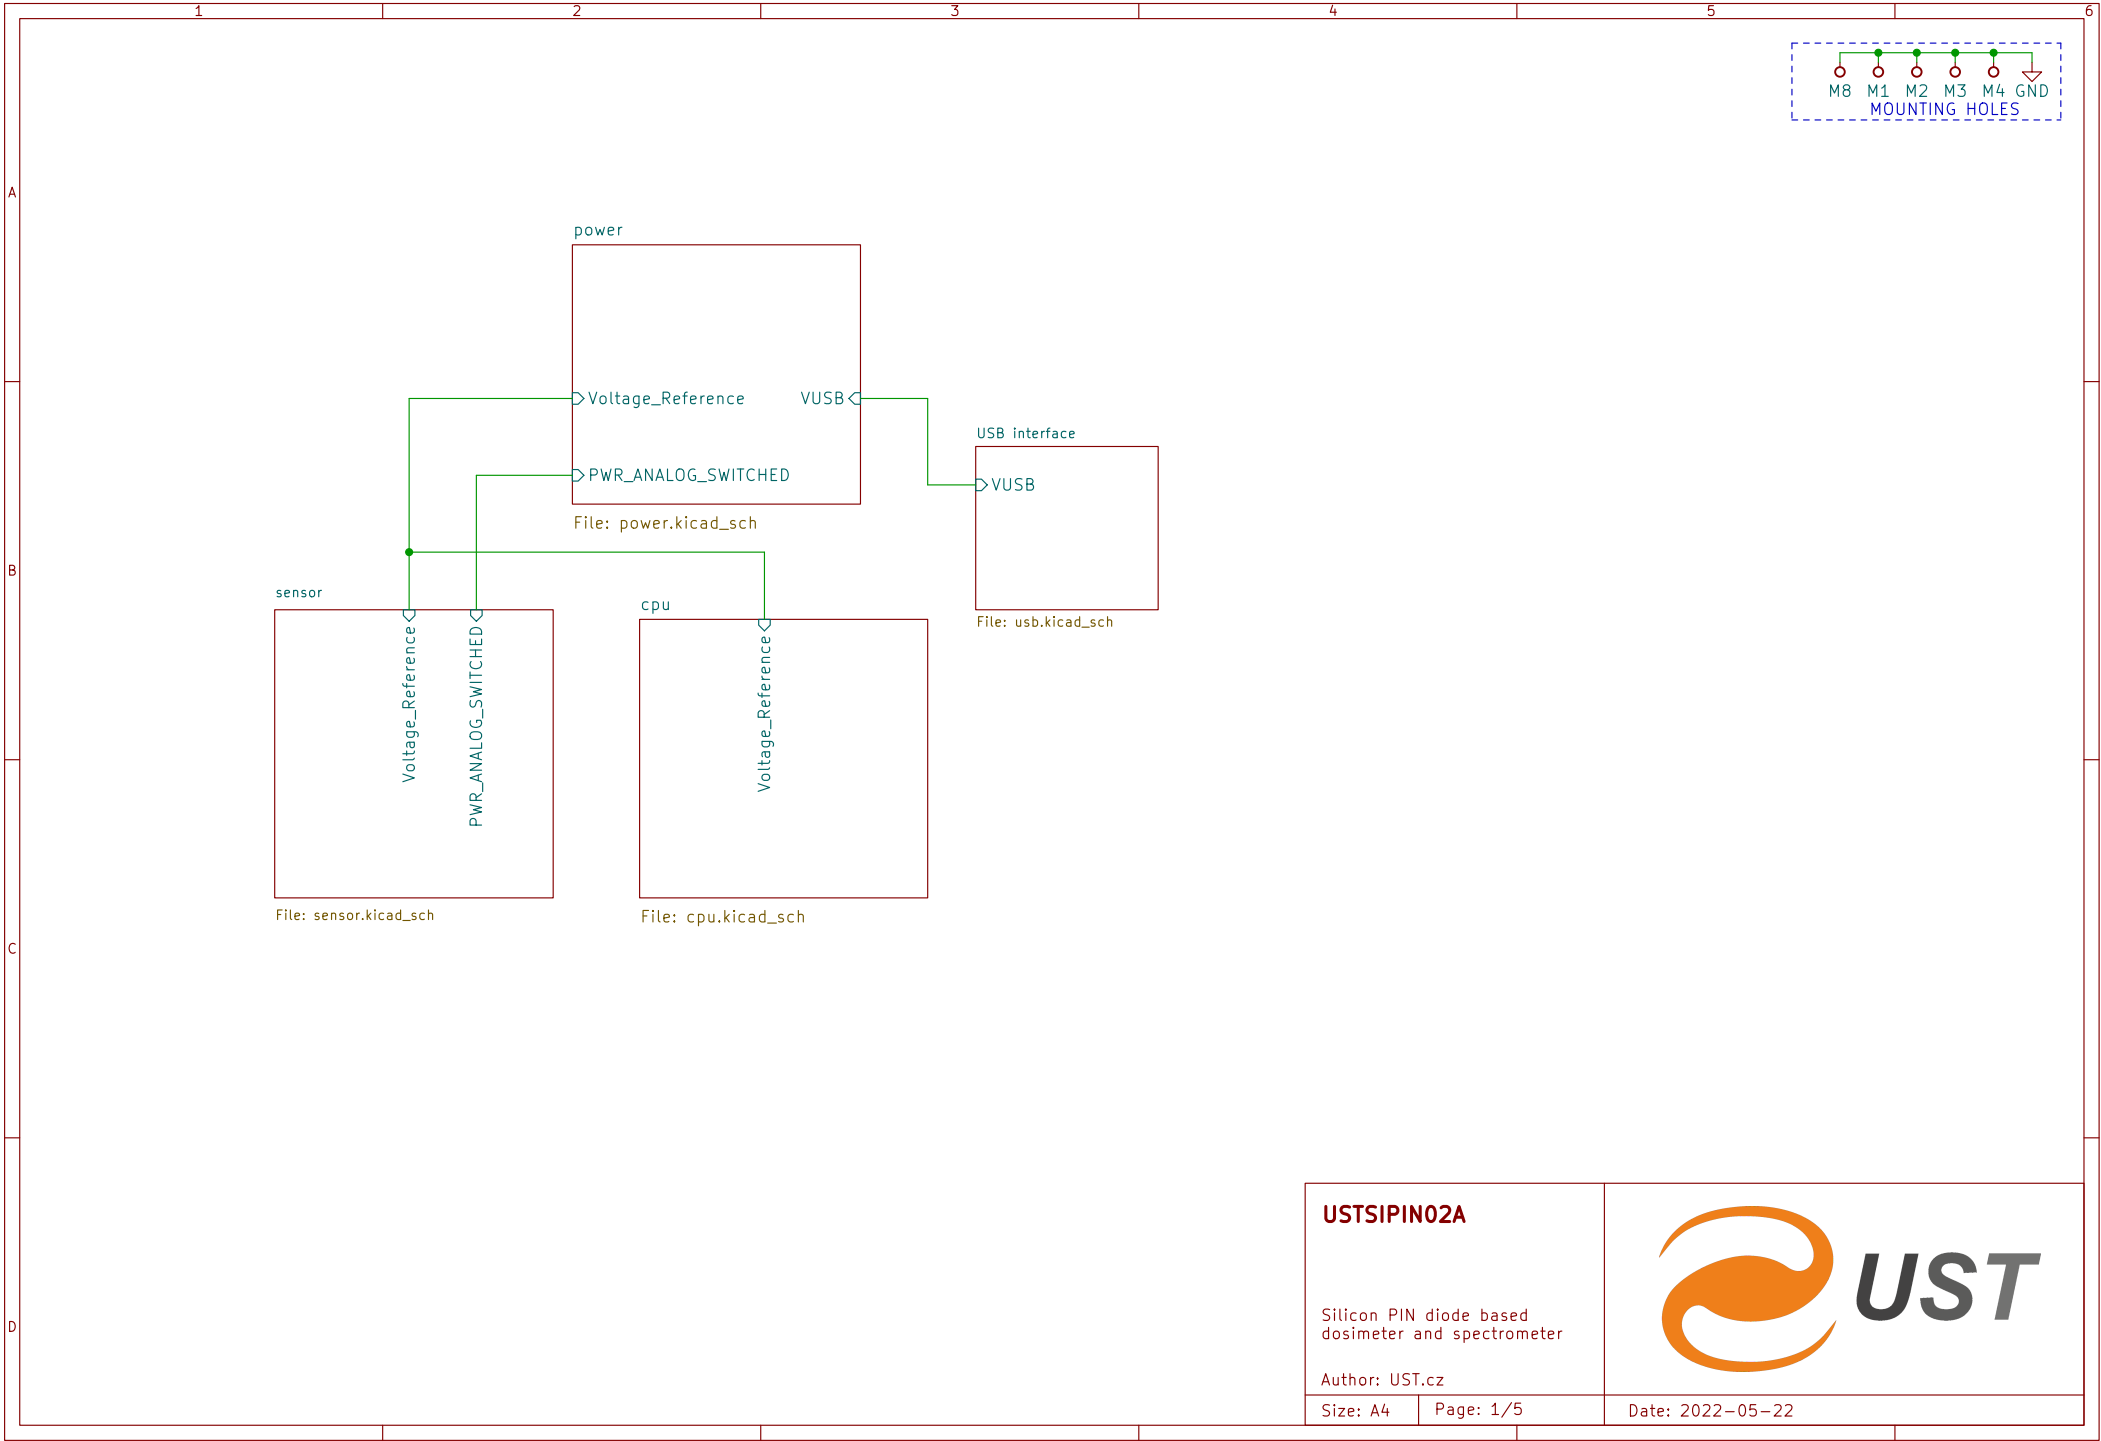 1 2 3 4 5 6
M8 M1 M2 M3 M4 GND
MOUNTING HOLES
A
power
Voltage_Reference VUSB
USB interface
PWR_ANALOG_SWITCHED
VUSB
File: power.kicad_sch
B
sensor
cpu
File: usb.kicad_sch
Voltage_Reference
PWR_ANALOG_SWITCHED
Voltage_Reference
File: sensor.kicad_sch
File: cpu.kicad_sch
C
USTSIPIN02A
UST
Silicon PIN diode based
dosimeter and spectrometer
D
Author: UST.cz
Size: A4 Page: 1/5 Date: 2022-05-22